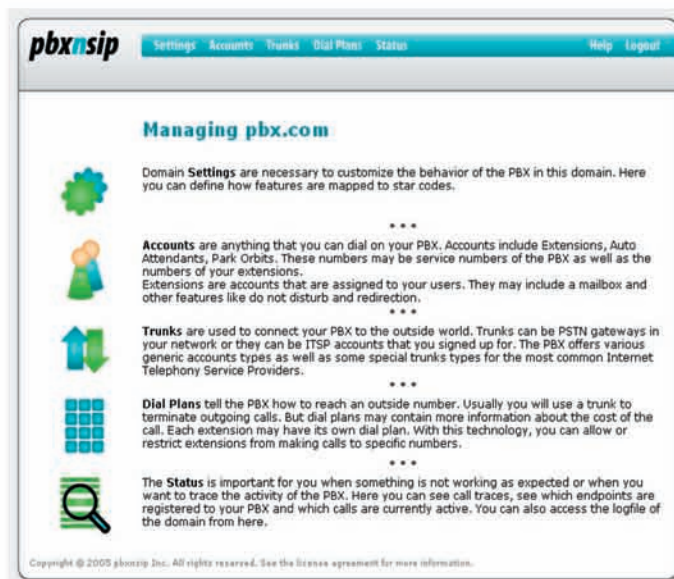 pbxnsip
Settings Accounts Trunks Dial Plans Status Help Logout
Managing pbx.com
Domain Settings are necessary to customize the behavior of the PBX in this domain. Here
you can define how features are mapped to star codes.
• • •
Accounts are anything that you can dial on your PBX. Accounts include Extensions, Auto
Attendants, Park Orbits. These numbers may be service numbers of the PBX as well as the
numbers of your extensions.
Extensions are accounts that are assigned to your users. They may include a mailbox and
other features like do not disturb and redirection.
• • •
Trunks are used to connect your PBX to the outside world. Trunks can be PSTN gateways in
your network or they can be ITSP accounts that you signed up for. The PBX offers various
generic accounts types as well as some special trunks types for the most common Internet
Telephony Service Providers.
• • •
Dial Plans tell the PBX how to reach an outside number. Usually you will use a trunk to
terminate outgoing calls. But dial plans may contain more information about the cost of the
call. Each extension may have its own dial plan. With this technology, you can allow or
restrict extensions from making calls to specific numbers.
• • •
The Status is important for you when something is not working as expected or when you
want to trace the activity of the PBX. Here you can see call traces, see which endpoints are
registered to your PBX and which calls are currently active. You can also access the logfile of
the domain from here.
Copyright @ 2005 pbxnsip Inc. All rights reserved. See the license agreement for more information.